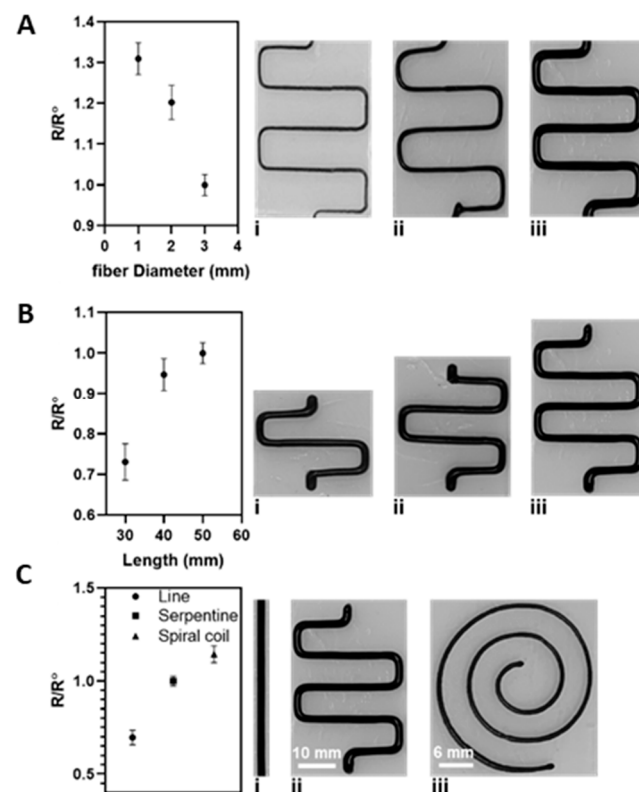 A
R/R°
1.4
1.3
1.2
1.1
1.0
0.9
0 1 2 3 4
fiber Diameter (mm)
i
ii
iii
B
R/R°
1.1
1.0
0.9
0.8
0.7
0.6
30 40 50 60
Length (mm)
i
ii
iii
C
R/R°
1.5
1.0
0.5
Line
Serpentine
Spiral coil
i
10 mm
ii
6 mm
iii